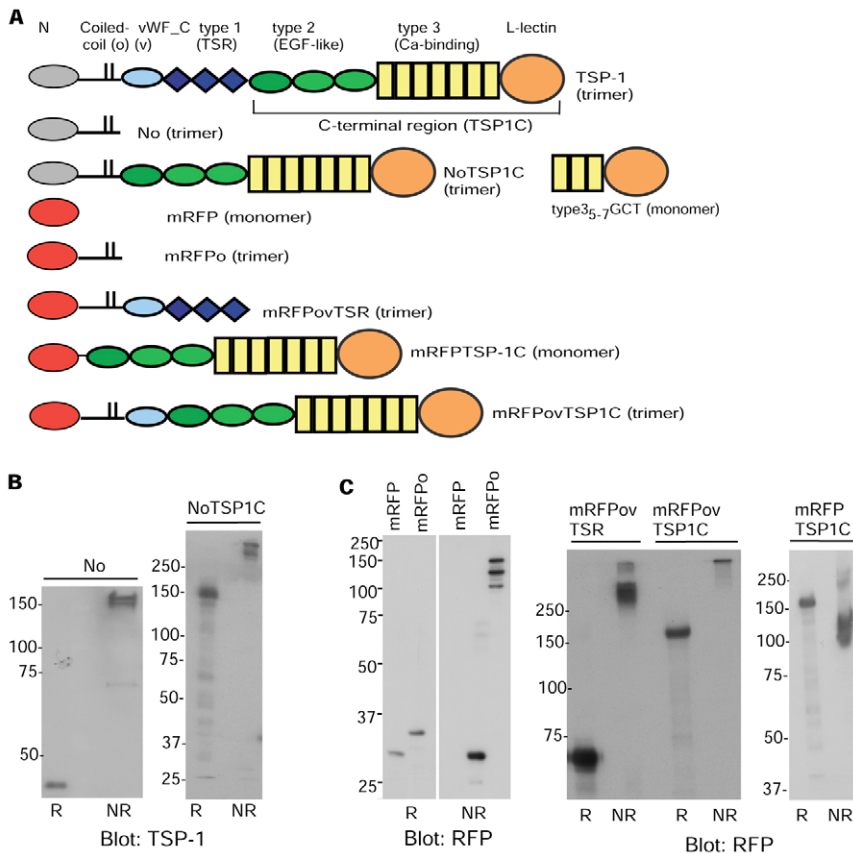 A
N
Coiled-
coil (o)
vWF_C
(v)
type 1
(TSR)
type 2
(EGF-like)
type 3
(Ca-binding)
L-lectin
TSP-1
(trimer)
C-terminal region (TSP1C)
No (trimer)
NoTSP1C
(trimer)
type3₅₋₇GCT (monomer)
mRFP (monomer)
mRFPo (trimer)
mRFPovTSR (trimer)
mRFPTSP-1C (monomer)
mRFPovTSP1C (trimer)
B
No
150-
100-
75-
50-
R NR
NoTSP1C
250-
150-
100-
75-
50-
37-
25-
R NR
Blot: TSP-1
C
mRFP
mRFPo
mRFP
mRFPo
250-
150-
100-
75-
50-
37-
25-
R NR
Blot: RFP
mRFPov
TSR
mRFPov
TSP1C
250-
150-
100-
75-
R NR R NR
mRFP
TSP1C
250-
150-
100-
75-
50-
37-
R NR
Blot: RFP